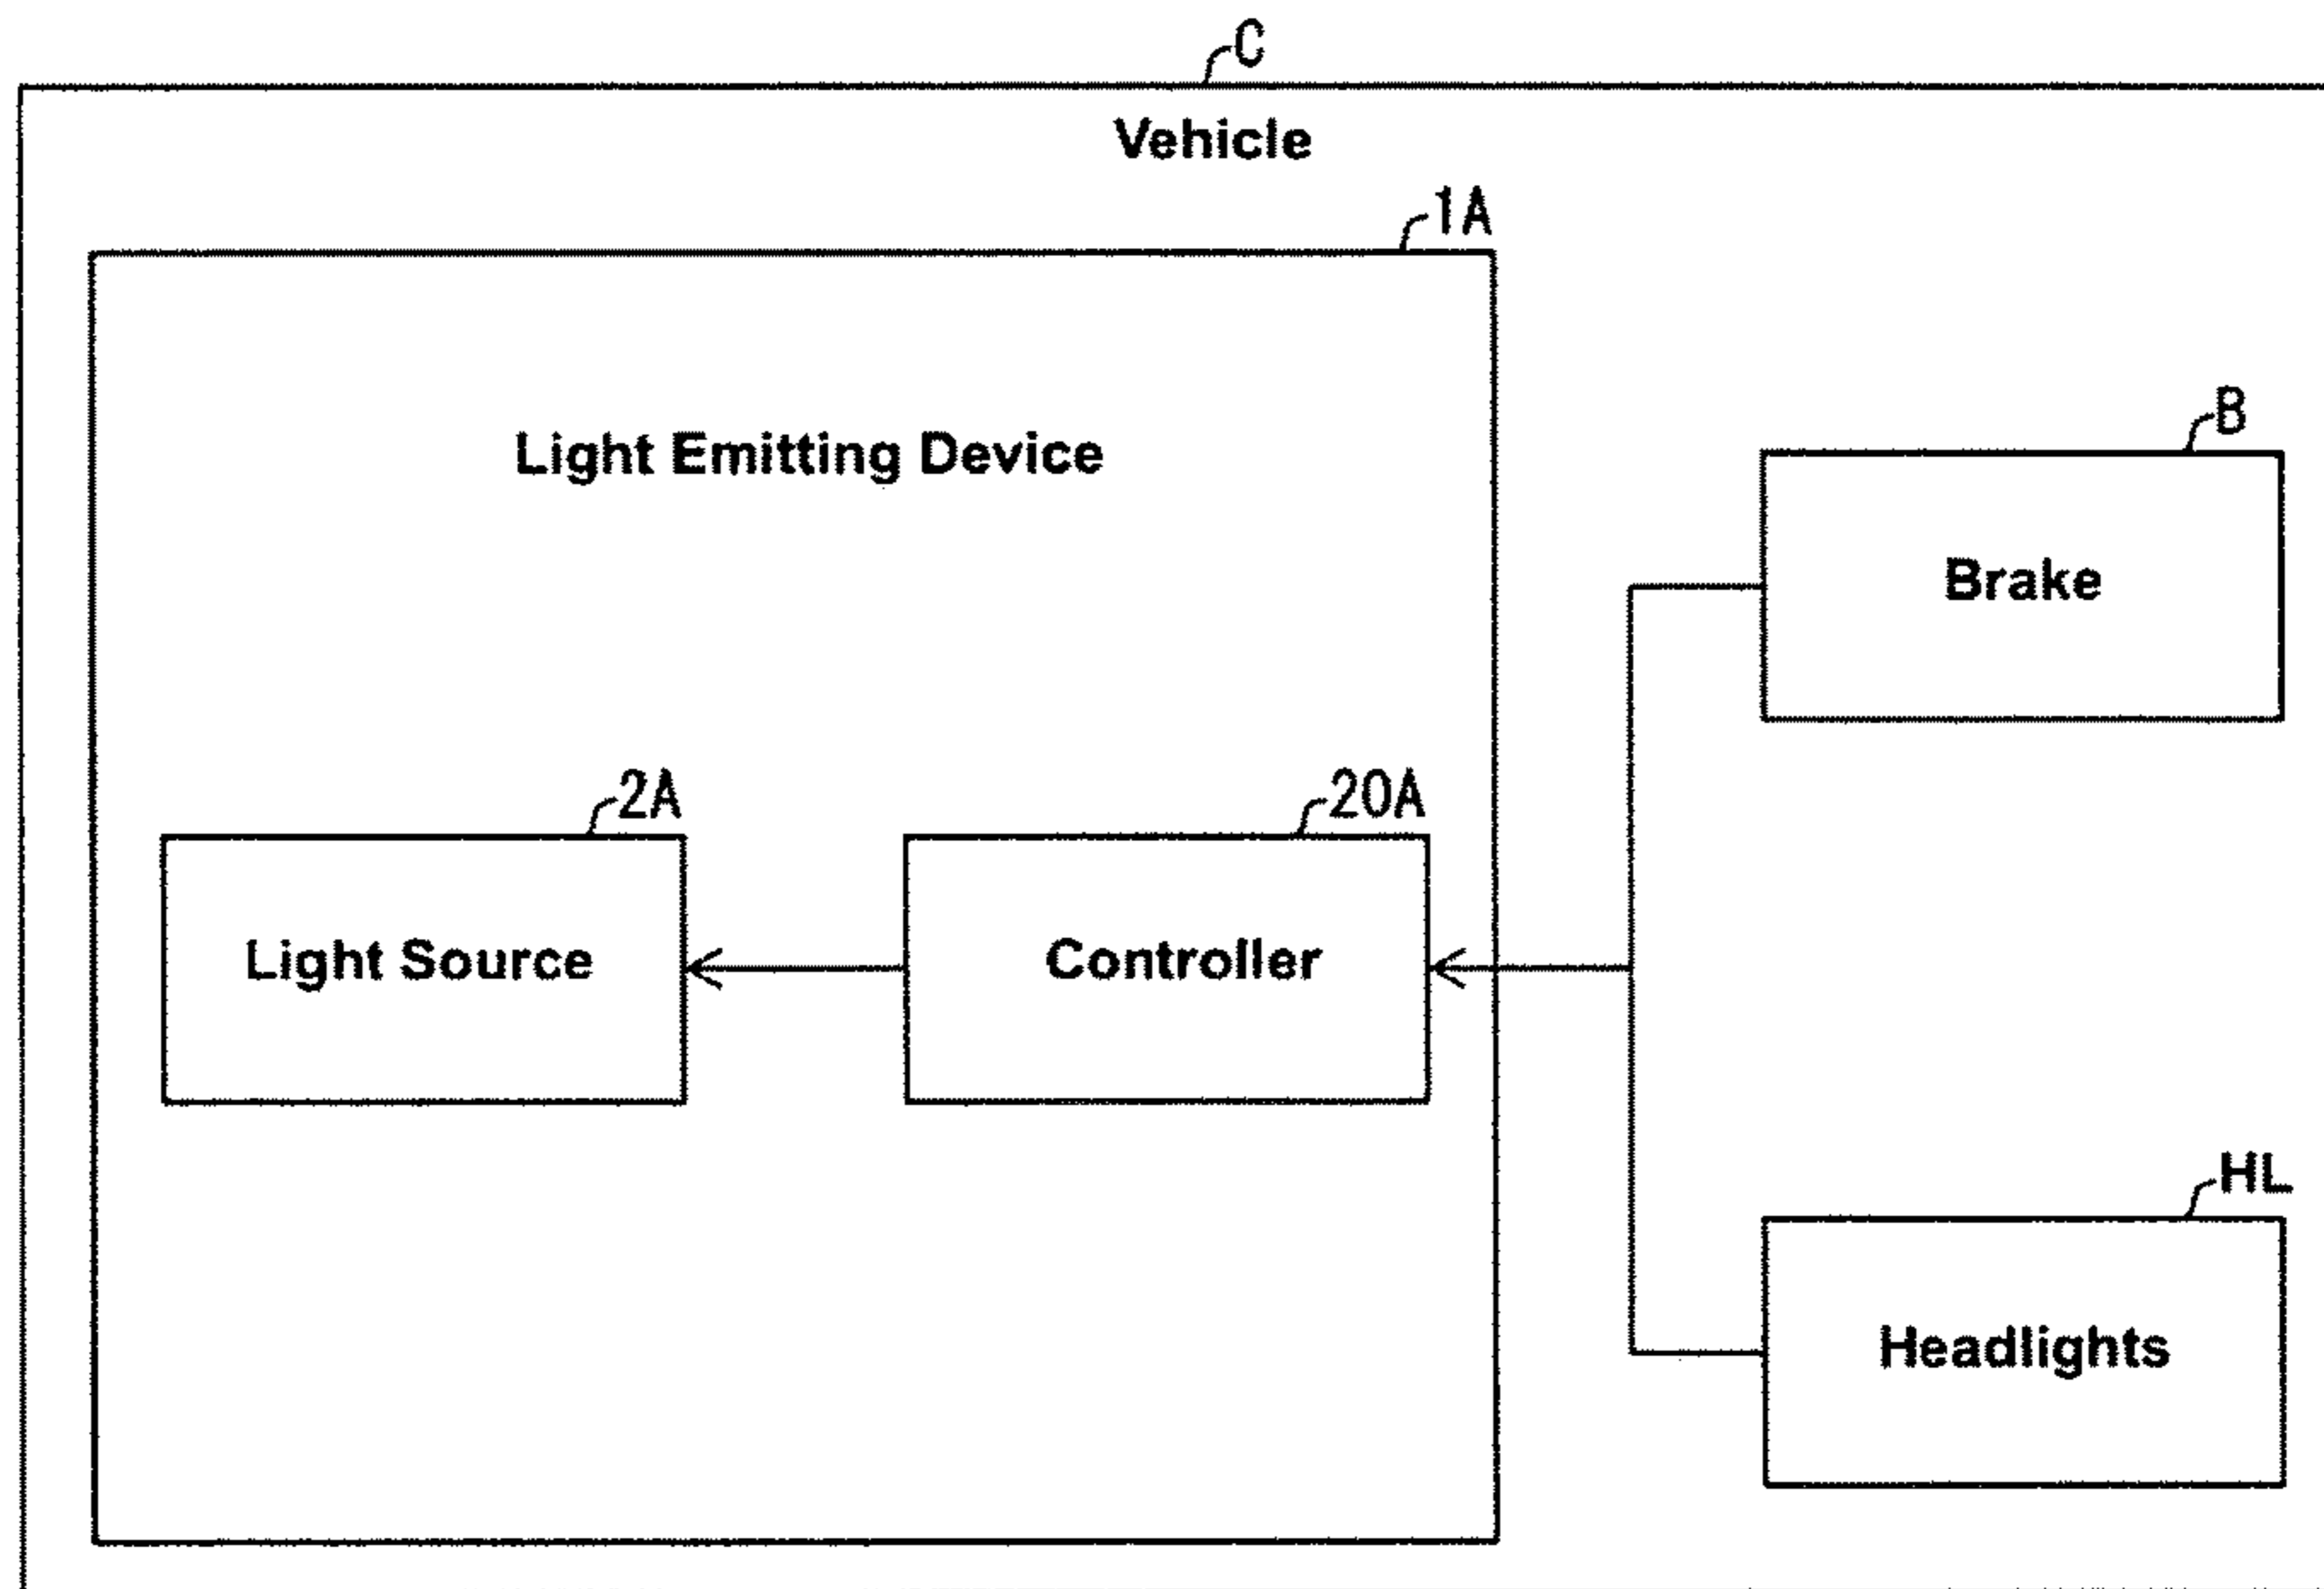 C
Vehicle
1A
Light Emitting Device
B
Brake
2A
20A
Light Source
Controller
HL
Headlights